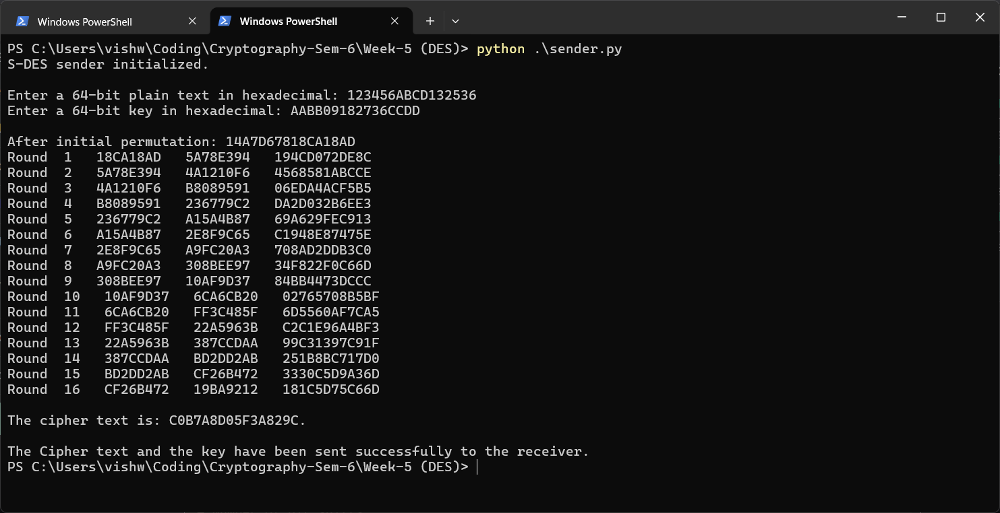 Windows PowerShell
Windows PowerShell
PS C:\Users\vishw\Coding\Cryptography-Sem-6\Week-5 (DES)> python .\sender.py
S-DES sender initialized.
Enter a 64-bit plain text in hexadecimal: 123456ABCD132536
Enter a 64-bit key in hexadecimal: AABB09182736CCDD
After initial permutation: 14A7D67818CA18AD
Round  1   18CA18AD   5A78E394   194CD072DE8C
Round  2   5A78E394   4A1210F6   4568581ABCCE
Round  3   4A1210F6   B8089591   06EDA4ACF5B5
Round  4   B8089591   236779C2   DA2D032B6EE3
Round  5   236779C2   A15A4B87   69A629FEC913
Round  6   A15A4B87   2E8F9C65   C1948E87475E
Round  7   2E8F9C65   A9FC20A3   708AD2DDB3C0
Round  8   A9FC20A3   308BEE97   34F822F0C66D
Round  9   308BEE97   10AF9D37   84BB4473DCCC
Round  10   10AF9D37   6CA6CB20   02765708B5BF
Round  11   6CA6CB20   FF3C485F   6D5560AF7CA5
Round  12   FF3C485F   22A5963B   C2C1E96A4BF3
Round  13   22A5963B   387CCDAA   99C31397C91F
Round  14   387CCDAA   BD2DD2AB   251B8BC717D0
Round  15   BD2DD2AB   CF26B472   3330C5D9A36D
Round  16   CF26B472   19BA9212   181C5D75C66D
The cipher text is: C0B7A8D05F3A829C.
The Cipher text and the key have been sent successfully to the receiver.
PS C:\Users\vishw\Coding\Cryptography-Sem-6\Week-5 (DES)>